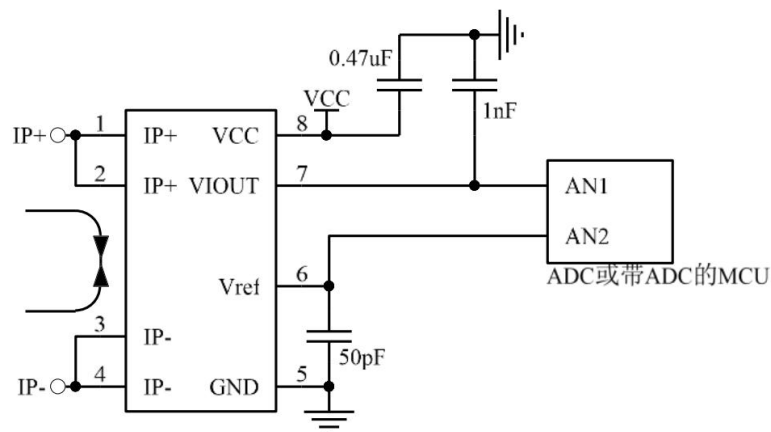 0.47uF
1nF
VCC
IP+ 1 IP+ VCC 8
2 IP+ VIOUT 7 AN1
AN2
ADC或带ADC的MCU
Vref 6
3 IP- 50pF
IP- 4 IP- GND 5